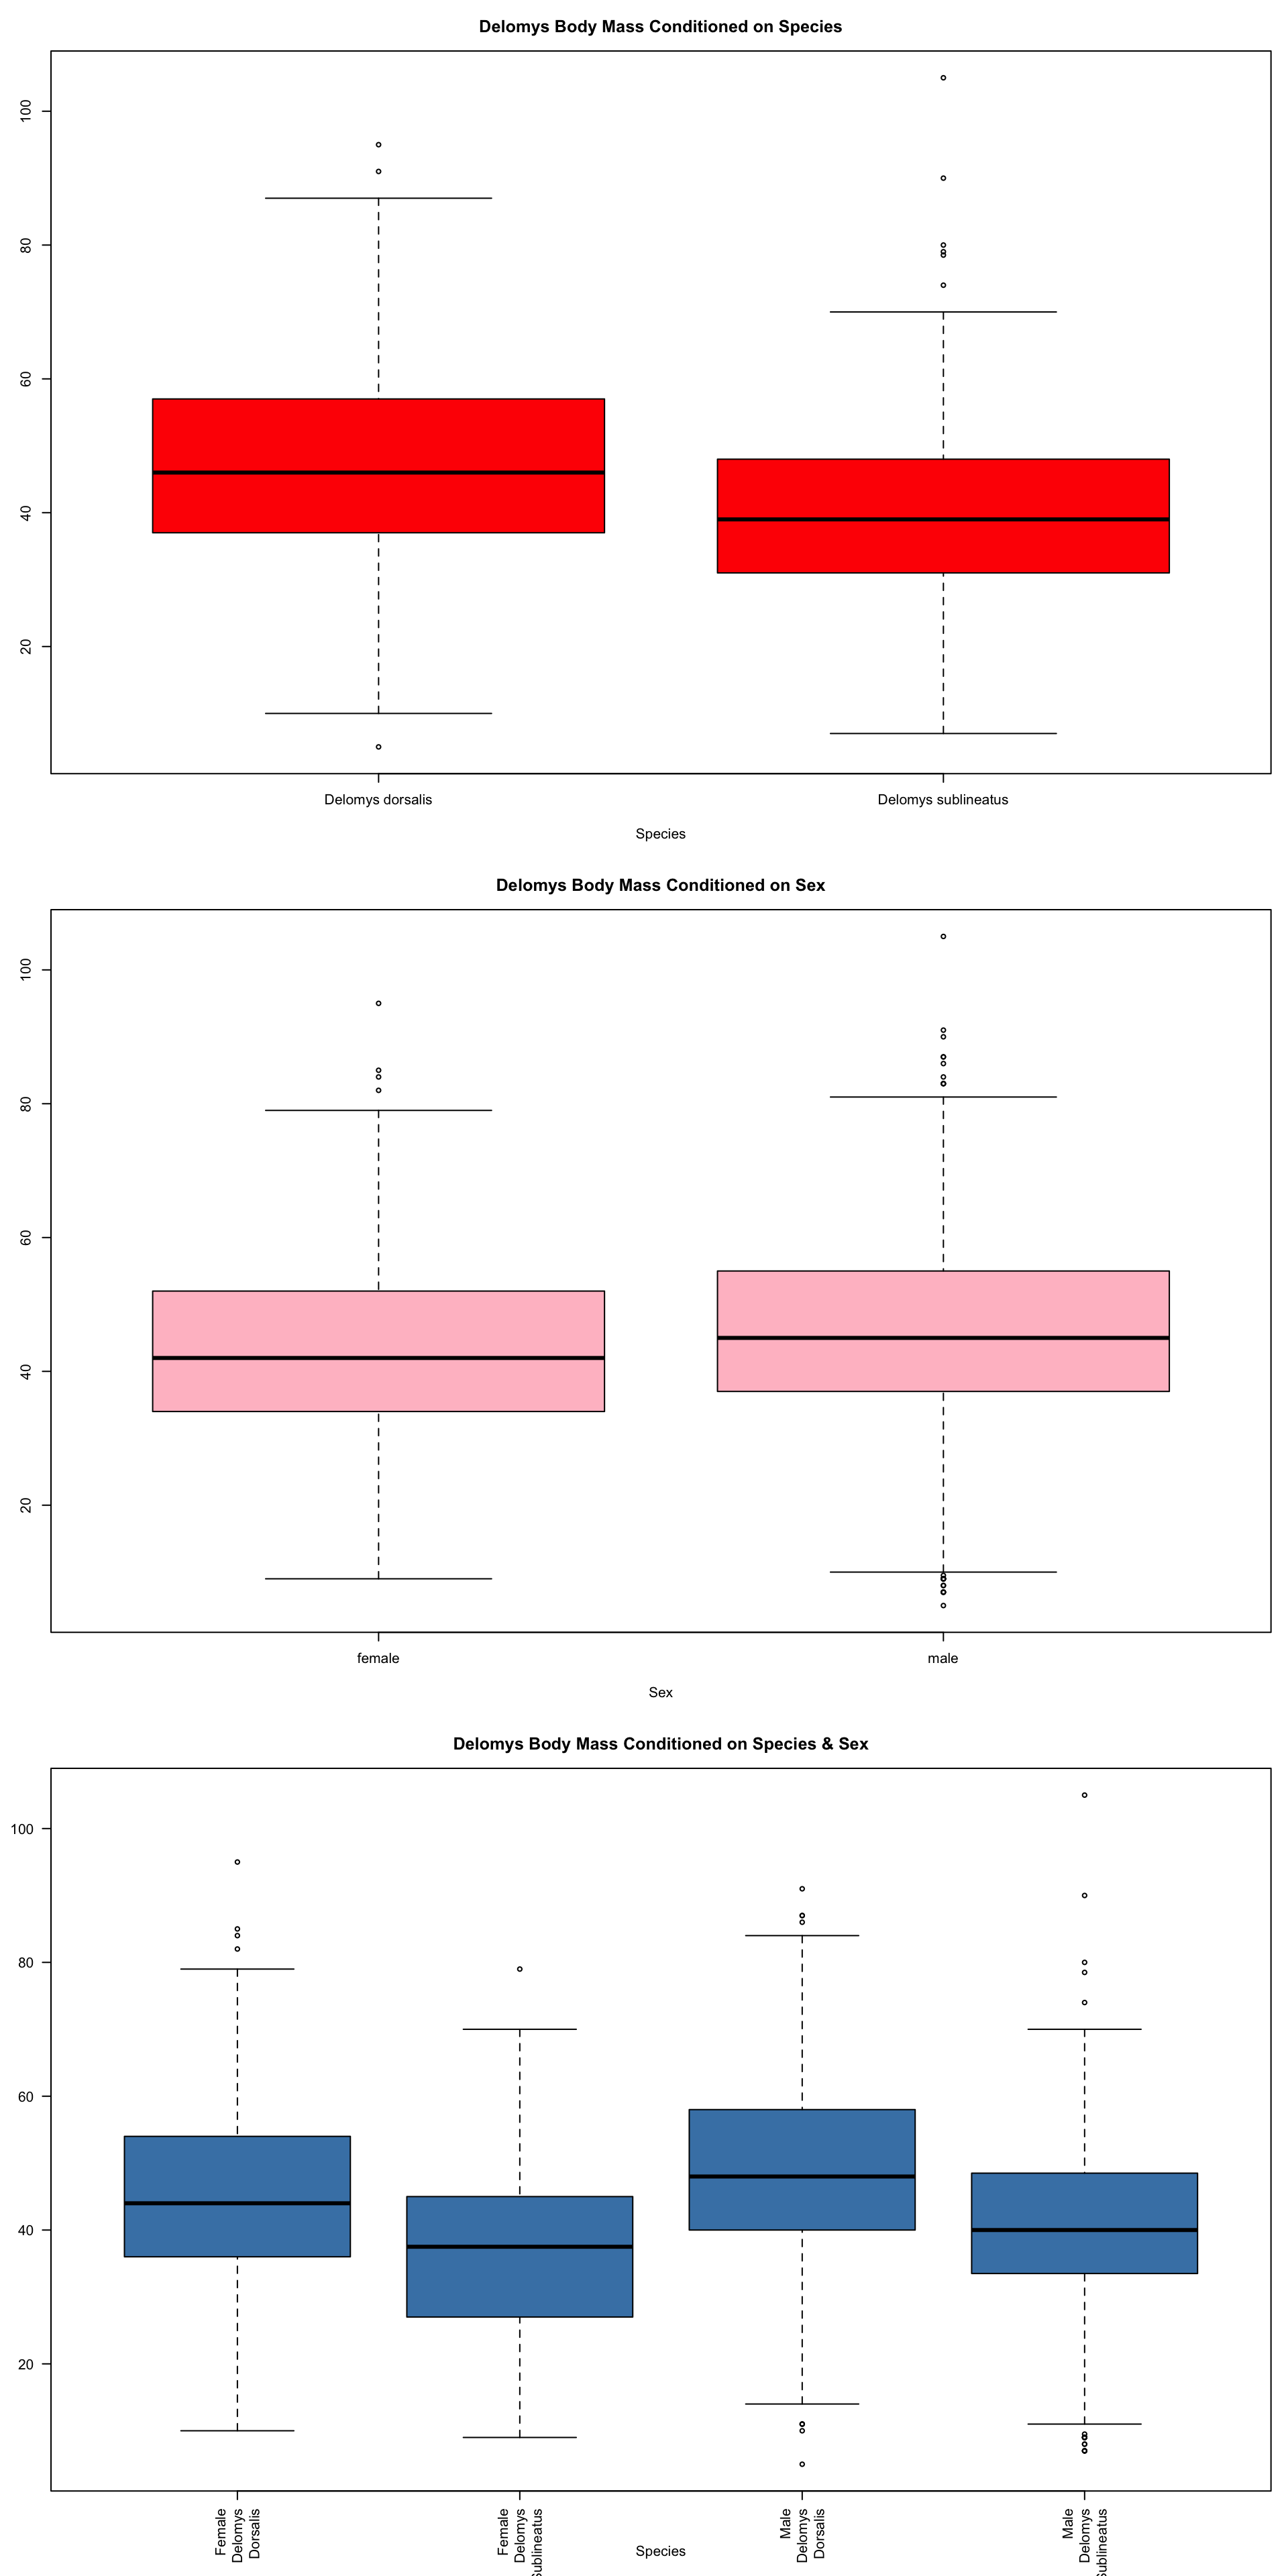 Delomys Body Mass Conditioned on Species
100
80
60
40
20
Delomys dorsalis
Delomys sublineatus
Species
Delomys Body Mass Conditioned on Sex
100
80
60
40
20
female
male
Sex
Delomys Body Mass Conditioned on Species & Sex
100
80
60
40
20
Female
Delomys
Dorsalis
Female
Delomys
Sublineatus
Male
Delomys
Dorsalis
Male
Delomys
Sublineatus
Species